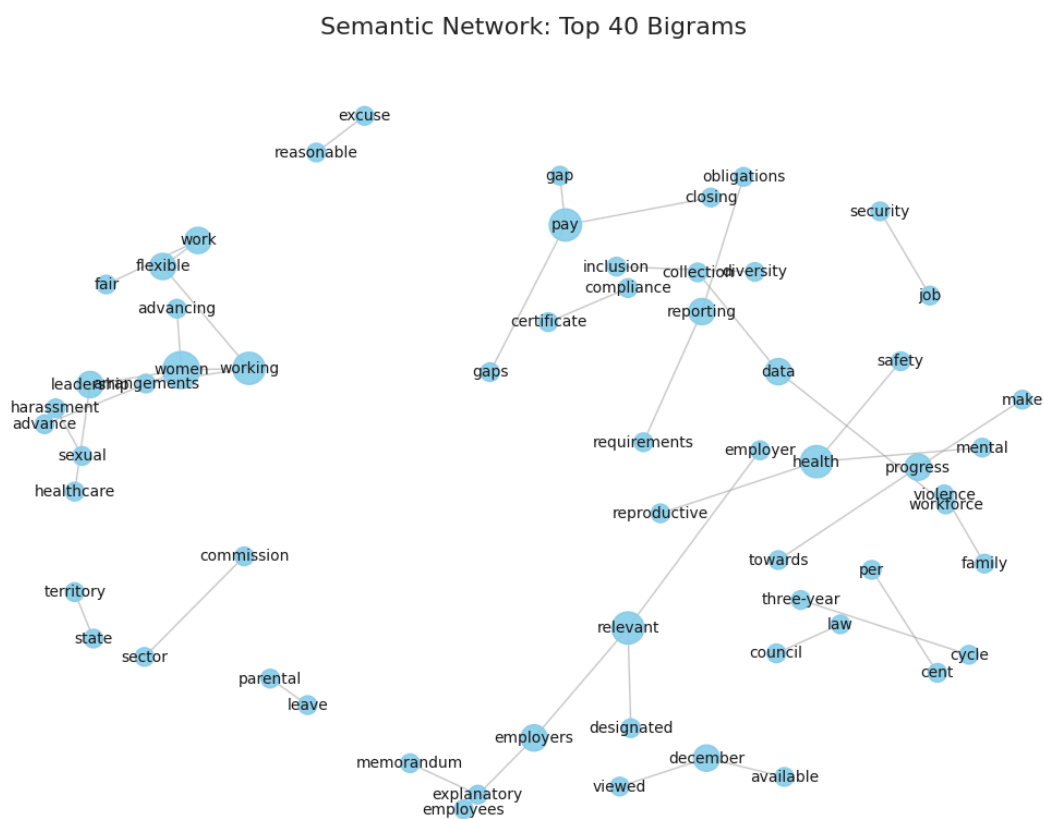 Semantic Network: Top 40 Bigrams
excuse
reasonable
gap
obligations
closing
security
pay
work
flexible
inclusion
collection
diversity
fair
compliance
job
advancing
reporting
certificate
safety
women
working
gaps
data
leadership
arrangements
make
harassment
advance
requirements
employer
mental
sexual
health
progress
healthcare
violence
workforce
reproductive
commission
towards
family
per
territory
three-year
law
relevant
state
council
cycle
sector
cent
parental
leave
designated
employers
december
memorandum
available
viewed
explanatory
employees